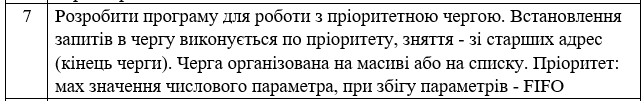 7 Розробити програму для роботи з пріоритетною чергою. Встановлення
запитів в чергу виконується по пріоритету, зняття - зі старших адрес
(кінець черги). Черга організована на масиві або на списку. Пріоритет:
мах значення числового параметра, при збігу параметрів - FIFO